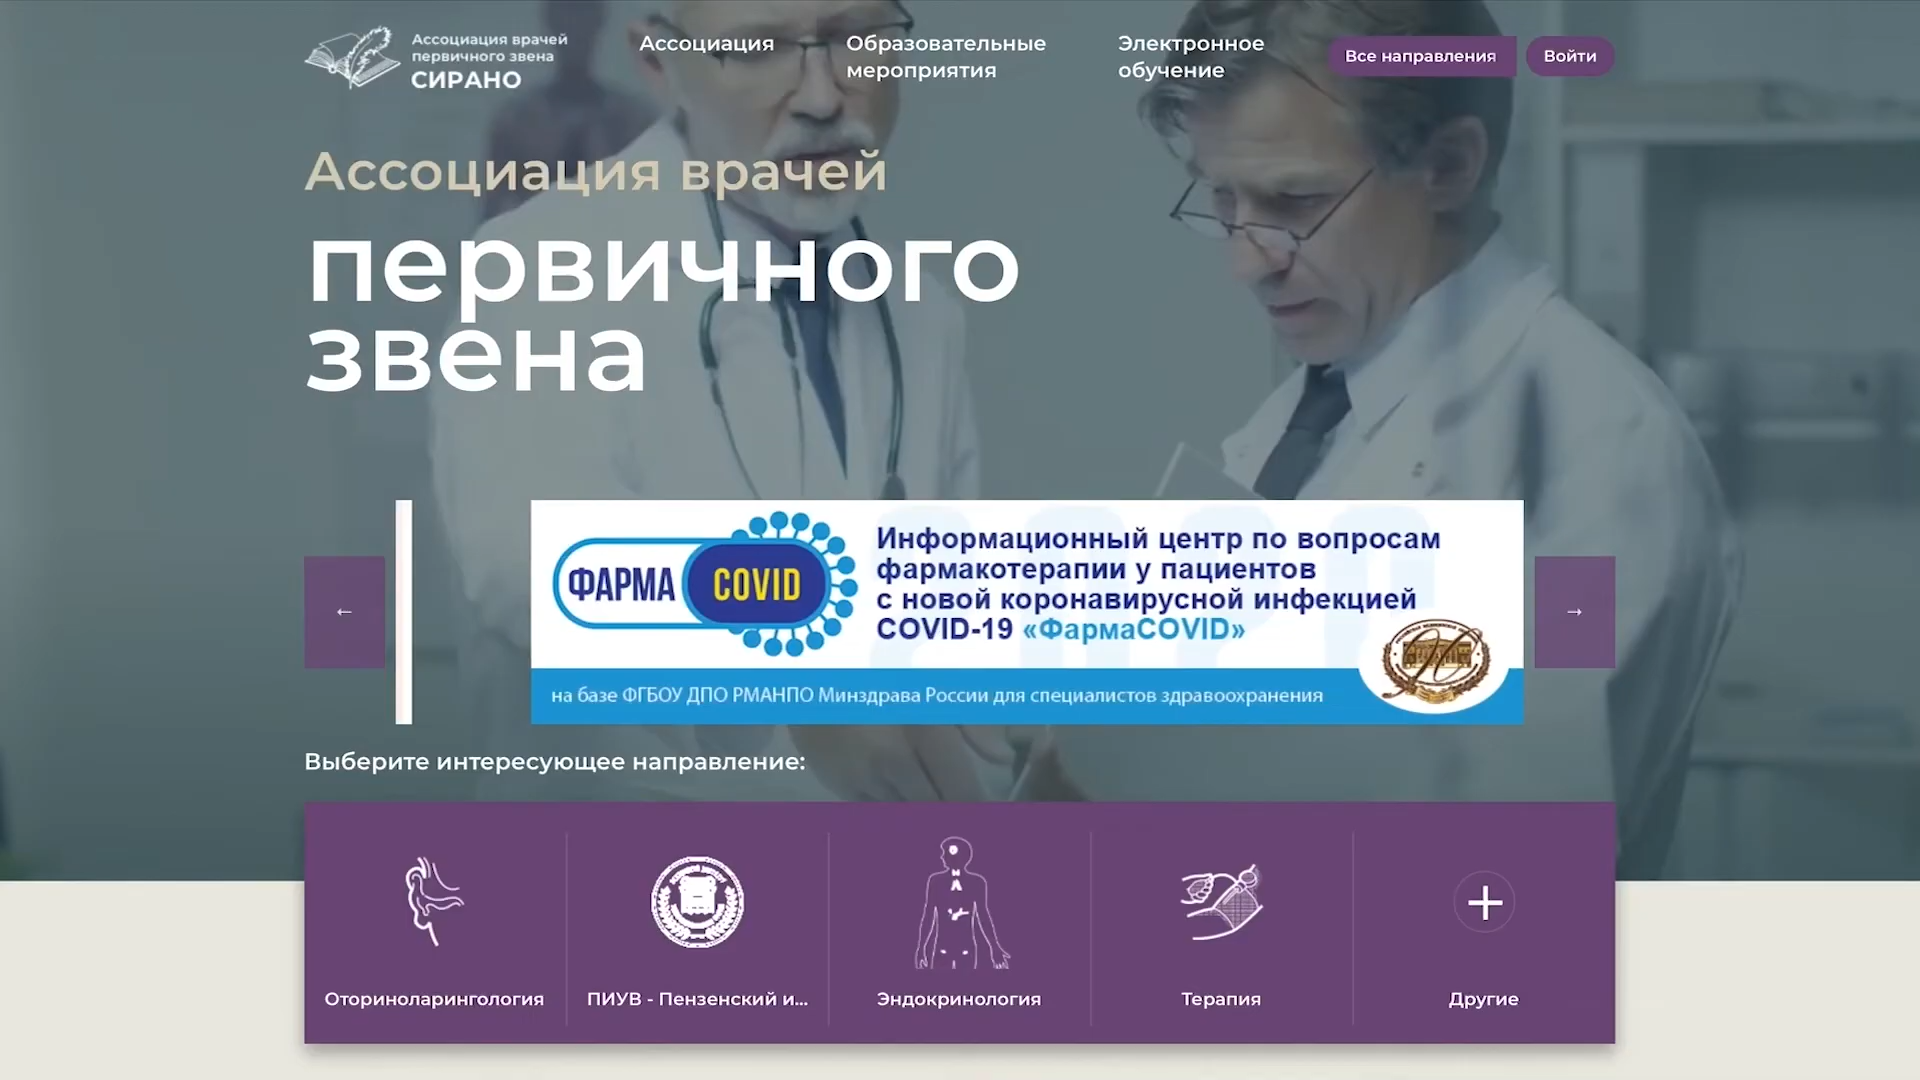 Ассоциация врачей
первичного звена
СИРАНО
Ассоциация
Образовательные
мероприятия
Электронное
обучение
Все направления
Войти
Ассоциация врачей
первичного
звена
ФАРМА COVID
Информационный центр по вопросам
фармакотерапии у пациентов
с новой коронавирусной инфекцией
COVID-19 «ФармаCOVID»
на базе ФГБОУ ДПО РМАНПО Минздрава России для специалистов здравоохранения
←
→
Выберите интересующее направление:
Оториноларингология
ПИУВ - Пензенский и...
Эндокринология
Терапия
Другие